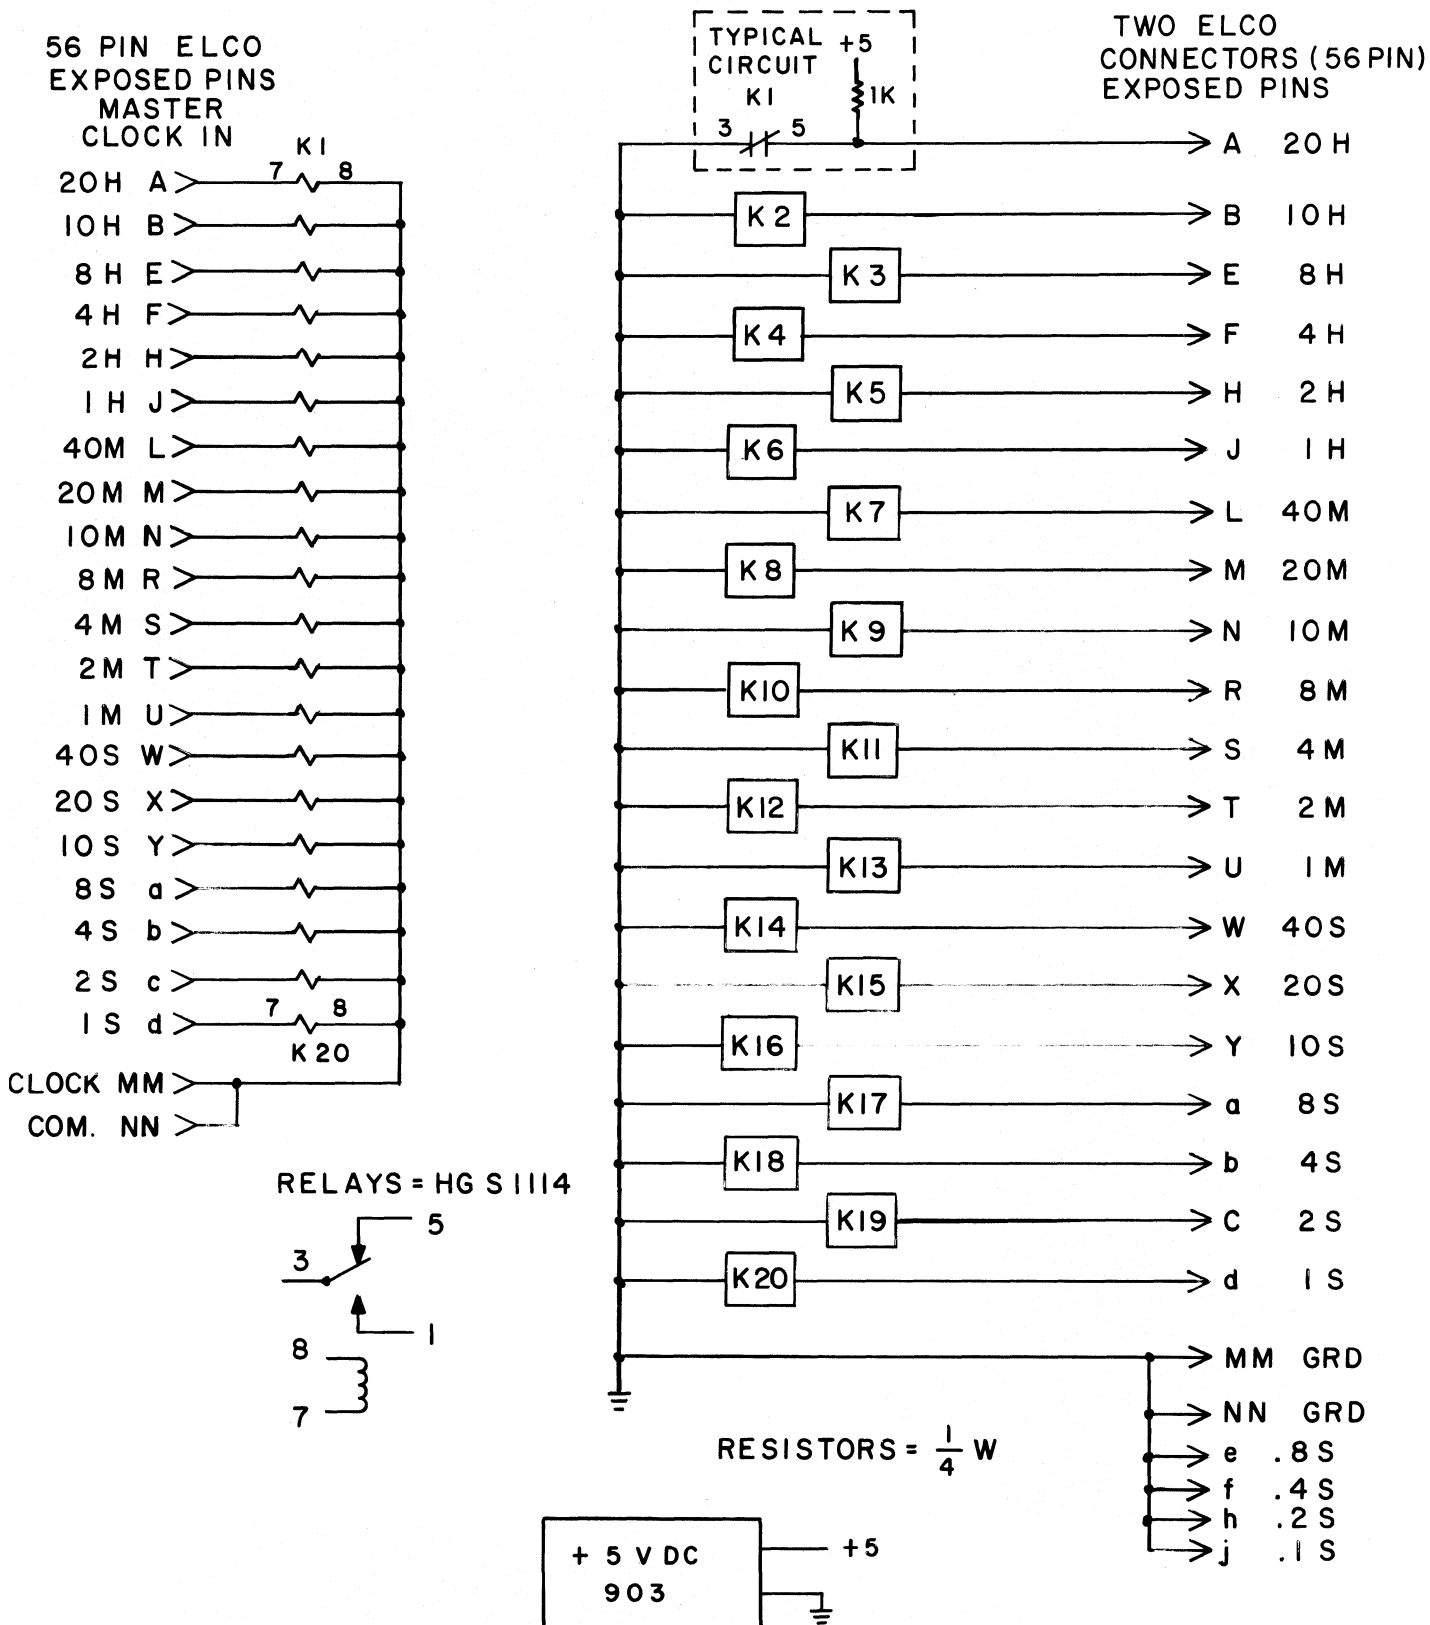 56 PIN ELCO
EXPOSED PINS
MASTER
CLOCK IN
K1
7 8
20H A
10H B
8H E
4H F
2H H
1H J
40M L
20M M
10M N
8M R
4M S
2M T
1M U
40S W
20S X
10S Y
8S a
4S b
2S c
7 8
1S d
K20
CLOCK MM
COM. NN
RELAYS = HG S1114
5
3
1
8
7
TYPICAL
CIRCUIT
K1
+5
1K
3 5
TWO ELCO
CONNECTORS (56 PIN)
EXPOSED PINS
A 20H
K2 B 10H
K3 E 8H
K4 F 4H
K5 H 2H
K6 J 1H
K7 L 40M
K8 M 20M
K9 N 10M
K10 R 8M
K11 S 4M
K12 T 2M
K13 U 1M
K14 W 40S
K15 X 20S
K16 Y 10S
K17 a 8S
K18 b 4S
K19 C 2S
K20 d 1S
MM GRD
NN GRD
e .8S
f .4S
h .2S
j .1S
RESISTORS = 1/4 W
+ 5 V DC
903
+5